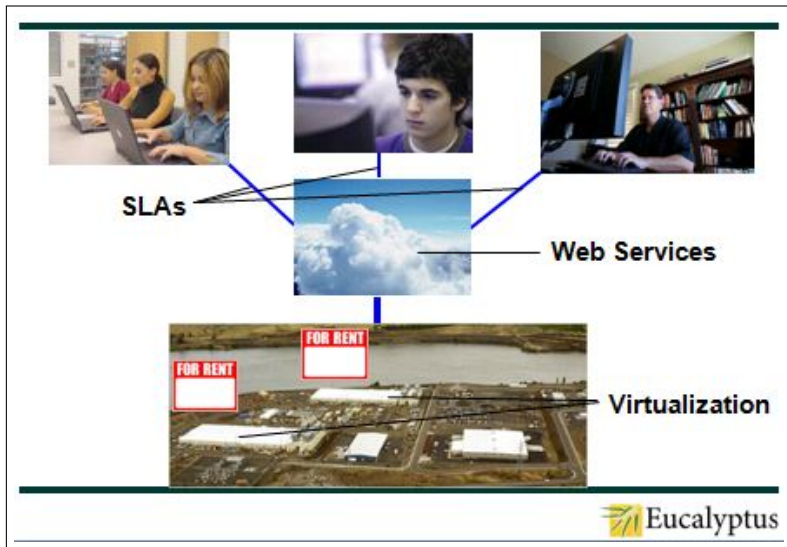 SLAs
Web Services
FOR RENT
FOR RENT
Virtualization
Eucalyptus